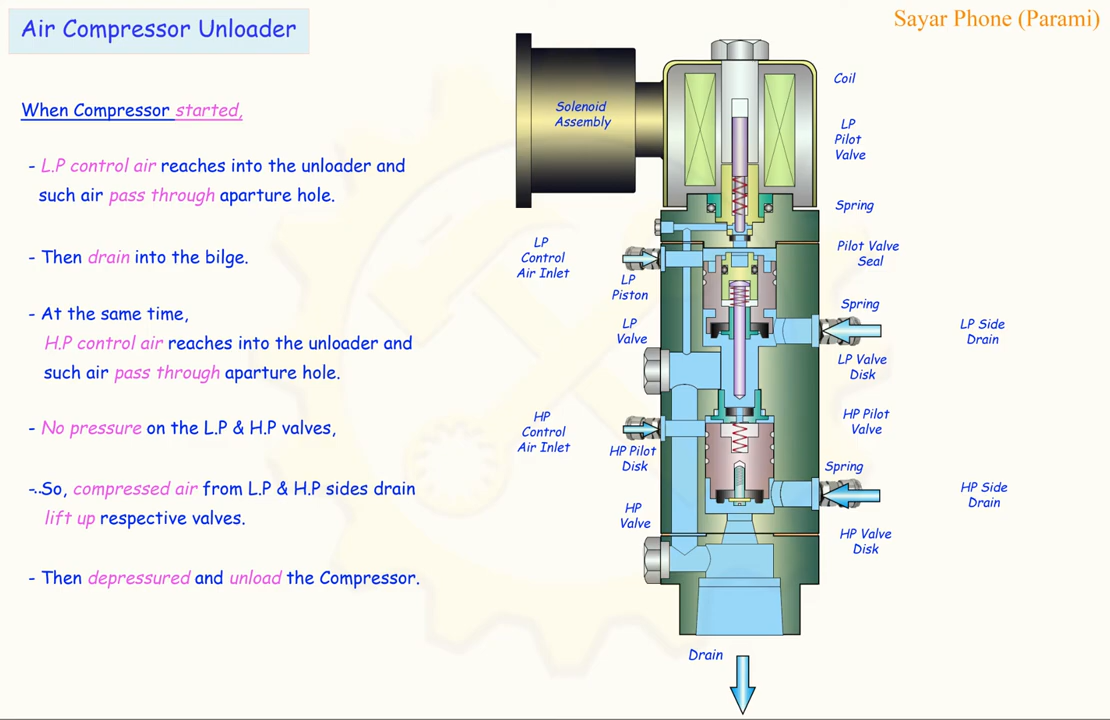 Air Compressor Unloader
Sayar Phone (Parami)
When Compressor started,
- L.P control air reaches into the unloader and
such air pass through aparture hole.
- Then drain into the bilge.
- At the same time,
H.P control air reaches into the unloader and
such air pass through aparture hole.
- No pressure on the L.P & H.P valves,
-..So, compressed air from L.P & H.P sides drain
lift up respective valves.
- Then depressured and unload the Compressor.
Solenoid
Assembly
Coil
LP
Pilot
Valve
Spring
LP
Control
Air Inlet
Pilot Valve
Seal
LP
Piston
Spring
LP
Valve
LP Side
Drain
LP Valve
Disk
HP
Control
Air Inlet
HP Pilot
Valve
HP Pilot
Disk
Spring
HP Side
Drain
HP
Valve
HP Valve
Disk
Drain